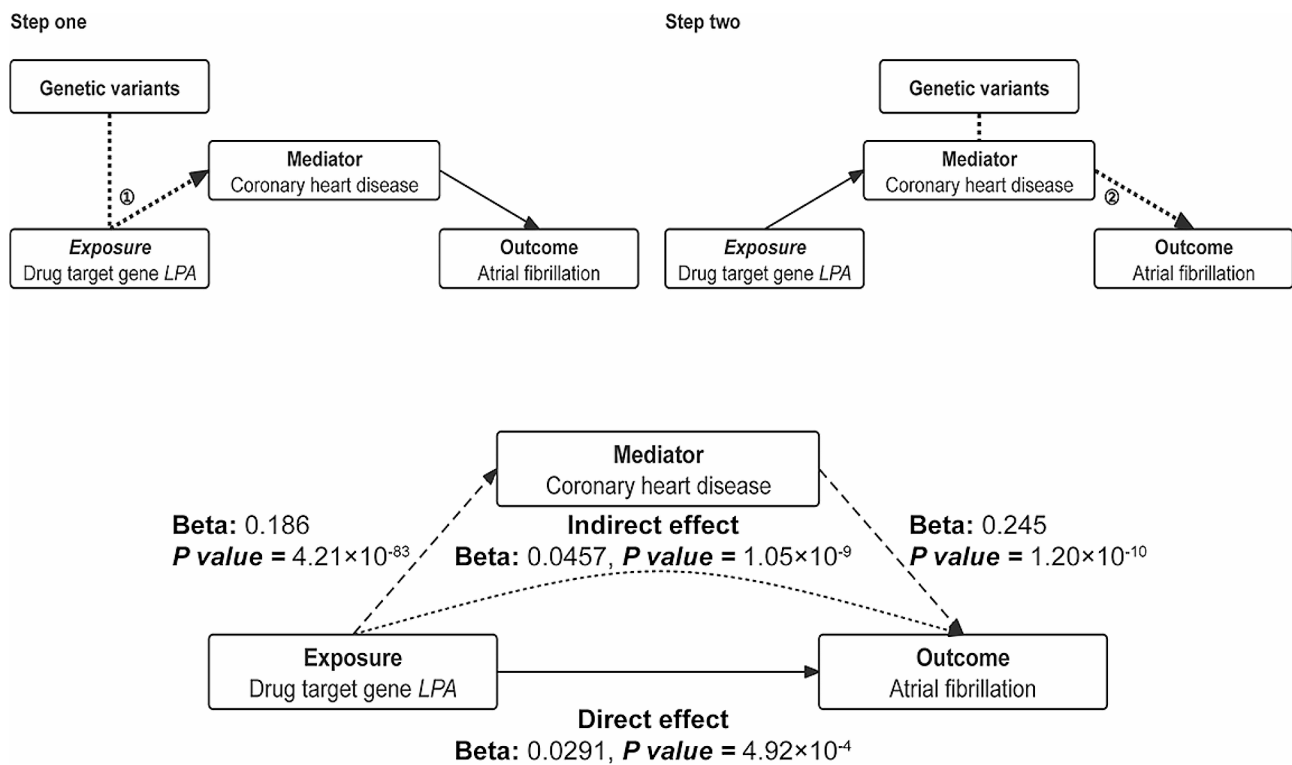 Step one
Genetic variants
Mediator
Coronary heart disease
①
Exposure
Drug target gene LPA
Outcome
Atrial fibrillation
Step two
Genetic variants
Mediator
Coronary heart disease
②
Exposure
Drug target gene LPA
Outcome
Atrial fibrillation
Mediator
Coronary heart disease
Beta: 0.186
P value = 4.21×10⁻⁸³
Indirect effect
Beta: 0.0457, P value = 1.05×10⁻⁹
Beta: 0.245
P value = 1.20×10⁻¹⁰
Exposure
Drug target gene LPA
Outcome
Atrial fibrillation
Direct effect
Beta: 0.0291, P value = 4.92×10⁻⁴